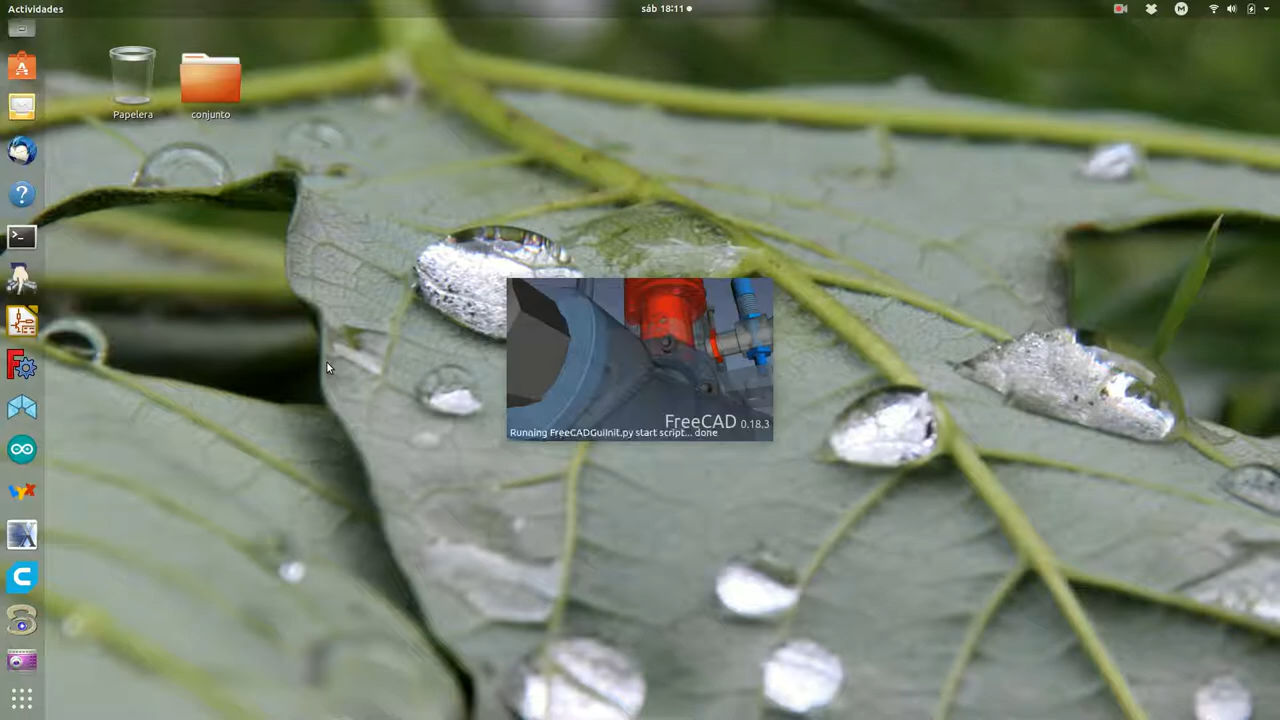 Actividades
sáb 18:11
Papelera
conjunto
FreeCAD 0.18.3
Running FreeCADGuiInit.py start script... done